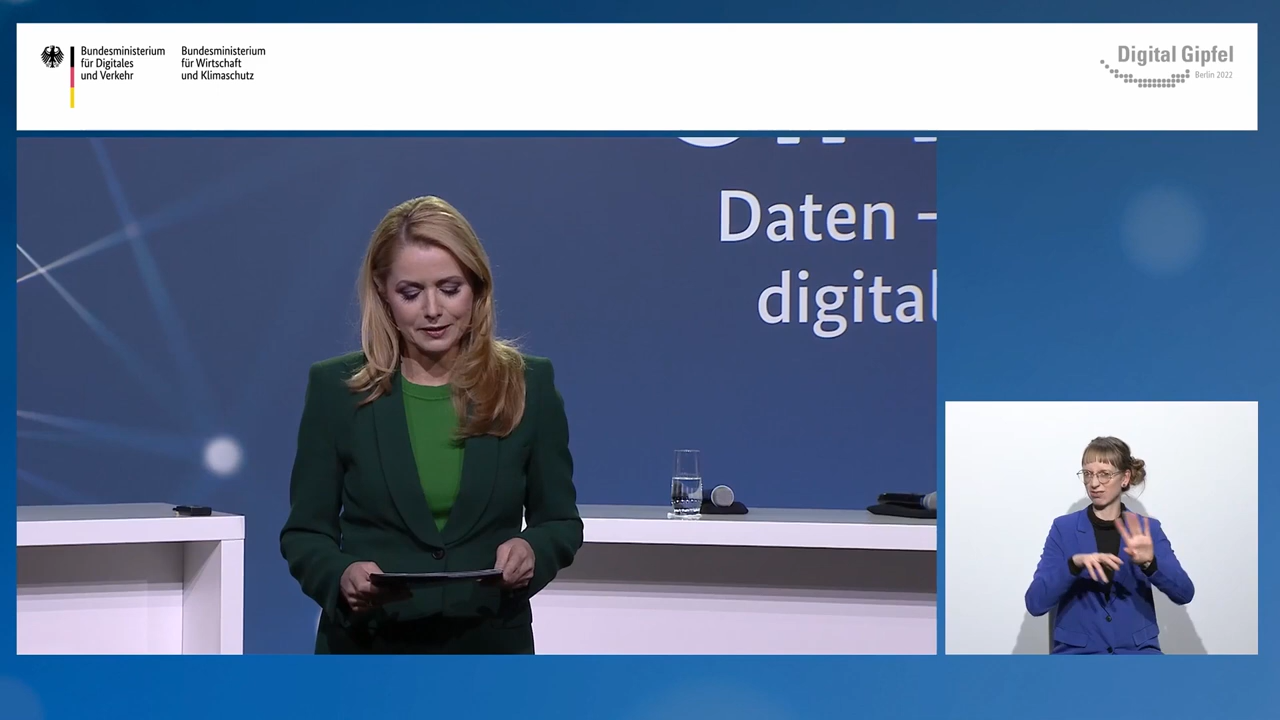 Bundesministerium
für Digitales
und Verkehr
Bundesministerium
für Wirtschaft
und Klimaschutz
Digital Gipfel
Berlin 2022
Daten –
digital